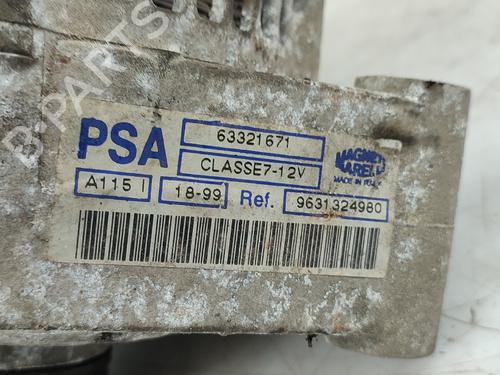 B-PARTS
PSA
63321671
CLASSE7-12V
MAGNETI
MARELLI
MADE IN ITALY
A115 I
18-99
Ref.
9631324980